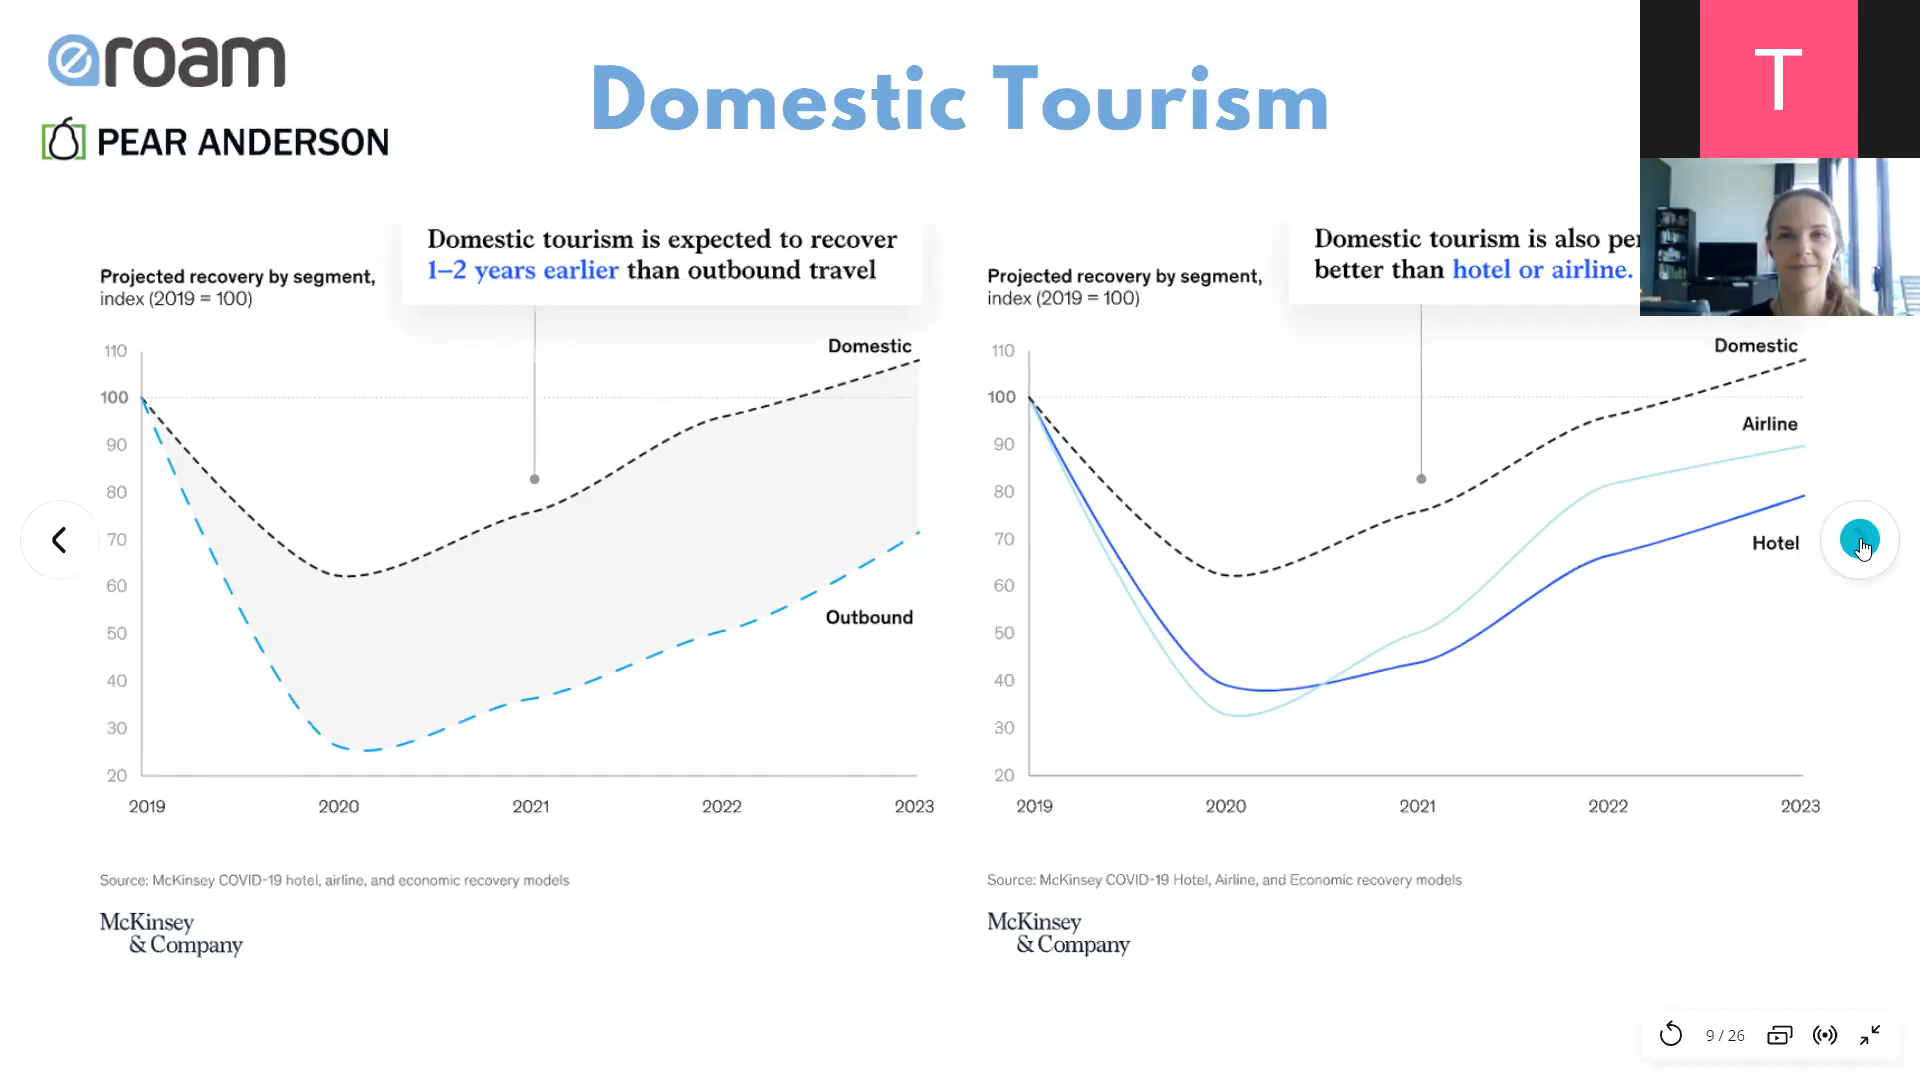 eroam
PEAR ANDERSON
Domestic Tourism
T
Domestic tourism is expected to recover
1–2 years earlier than outbound travel
Projected recovery by segment,
index (2019 = 100)
110
100
90
80
70
60
50
40
30
20
Domestic
Outbound
2019 2020 2021 2022 2023
Source: McKinsey COVID-19 hotel, airline, and economic recovery models
McKinsey
& Company
Domestic tourism is also
better than hotel or airline.
Projected recovery by segment,
index (2019 = 100)
110
100
90
80
70
60
50
40
30
20
Domestic
Airline
Hotel
2019 2020 2021 2022 2023
Source: McKinsey COVID-19 Hotel, Airline, and Economic recovery models
McKinsey
& Company
9 / 26